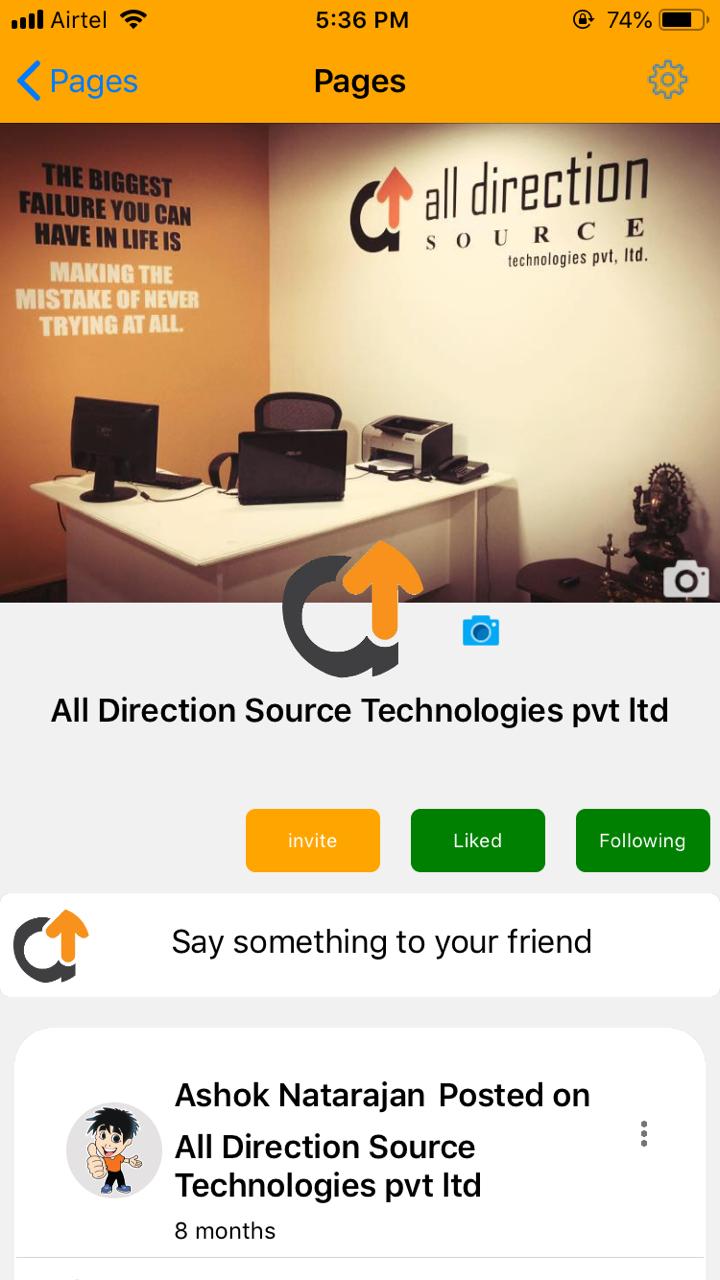 Airtel 5:36 PM 74%
Pages Pages
THE BIGGEST
FAILURE YOU CAN
HAVE IN LIFE IS
MAKING THE
MISTAKE OF NEVER
TRYING AT ALL.
all direction
SOURCE
technologies pvt, ltd.
All Direction Source Technologies pvt ltd
invite Liked Following
Say something to your friend
Ashok Natarajan Posted on
All Direction Source
Technologies pvt ltd
8 months